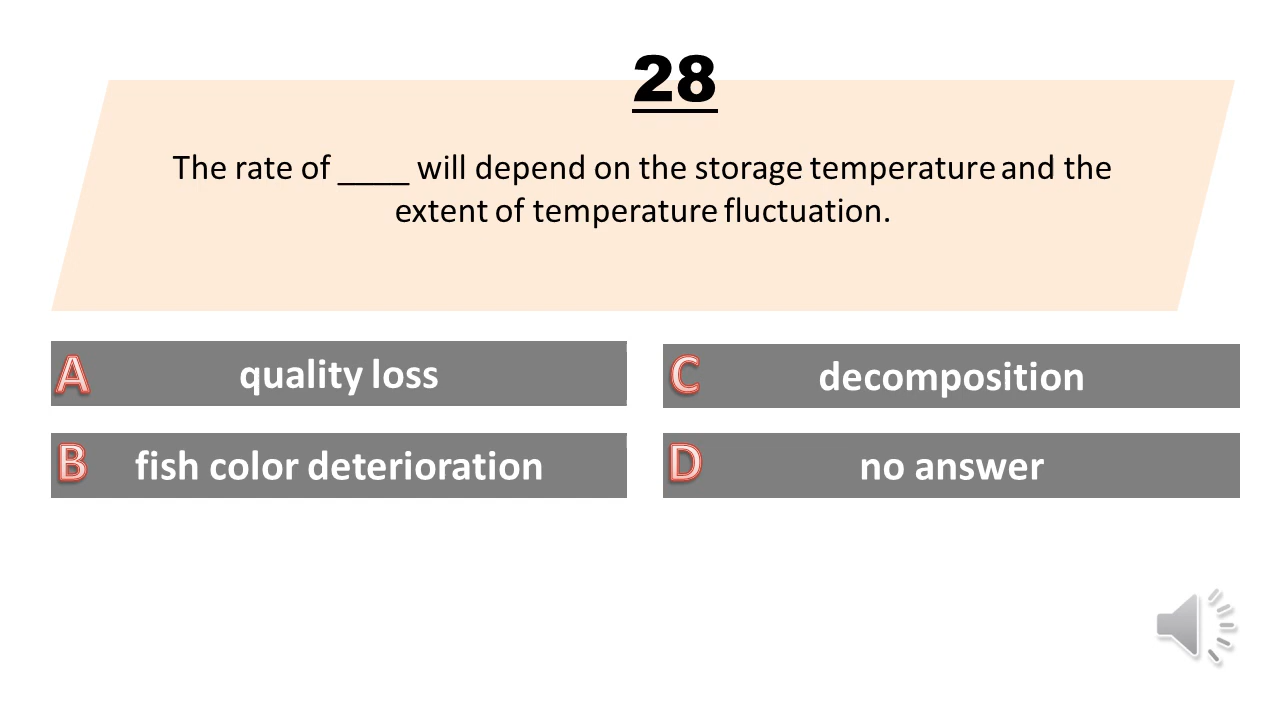 28
The rate of ____ will depend on the storage temperature and the
extent of temperature fluctuation.
A quality loss
B fish color deterioration
C decomposition
D no answer